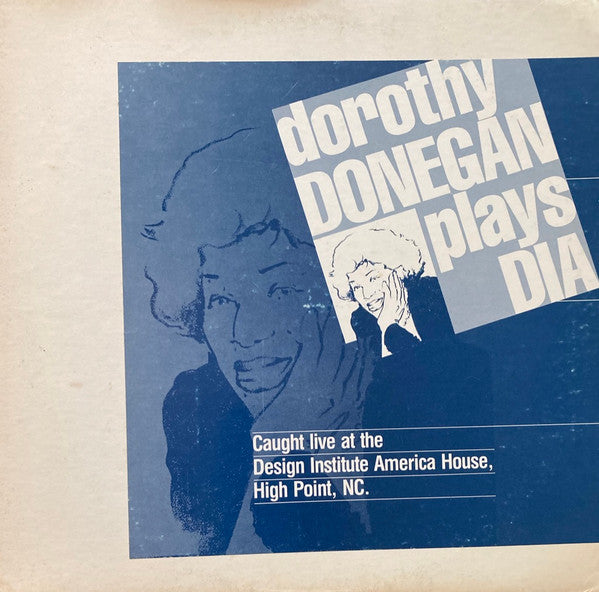 dorothy
DONEGAN
plays
DIA
Caught live at the
Design Institute America House,
High Point, NC.